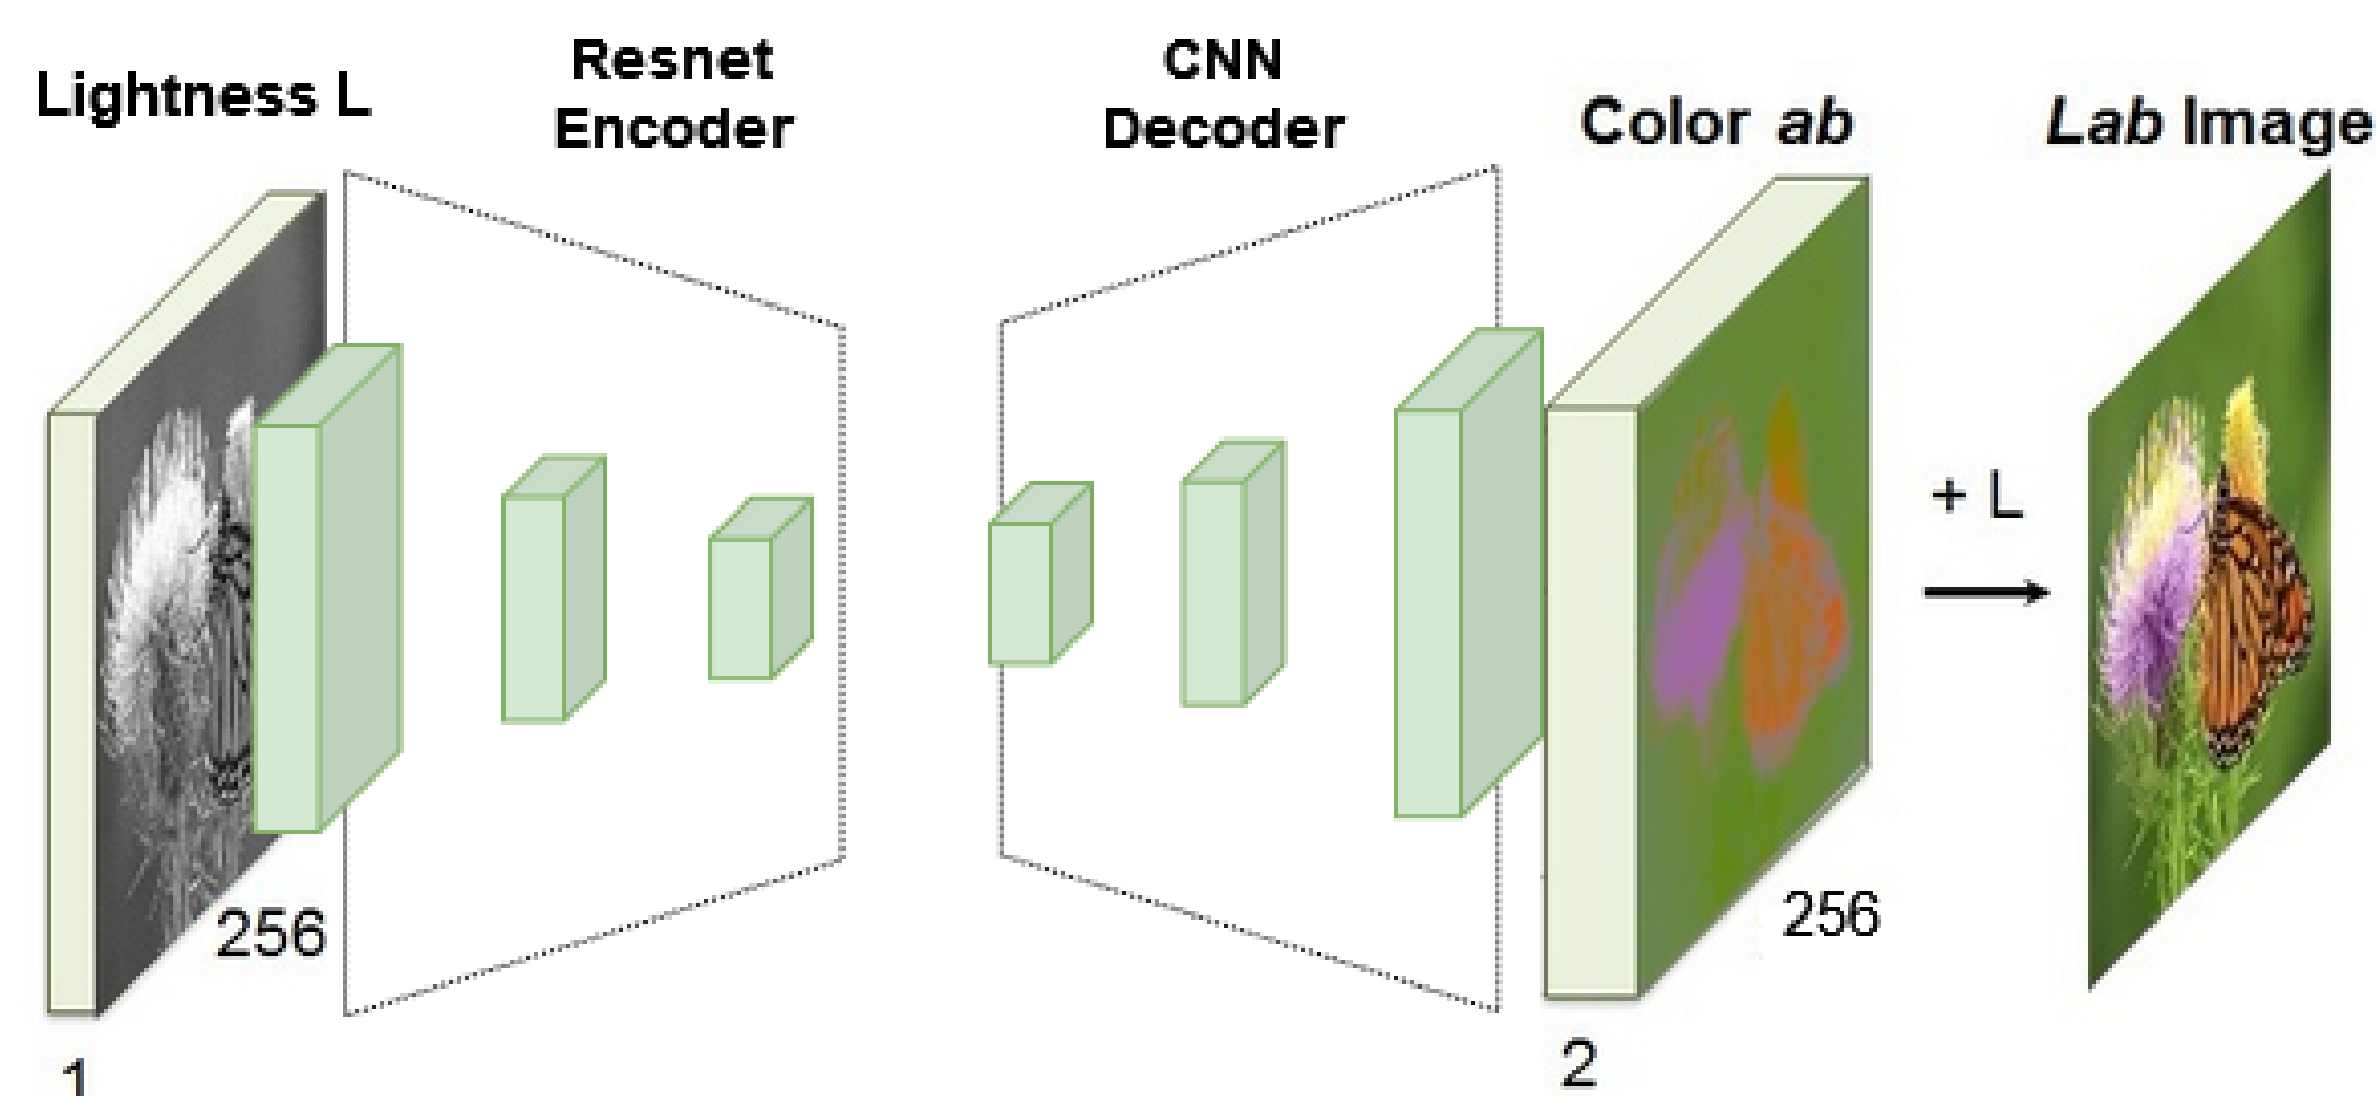 Lightness L
Resnet
Encoder
CNN
Decoder
Color ab
Lab Image
+ L
256
256
1
2